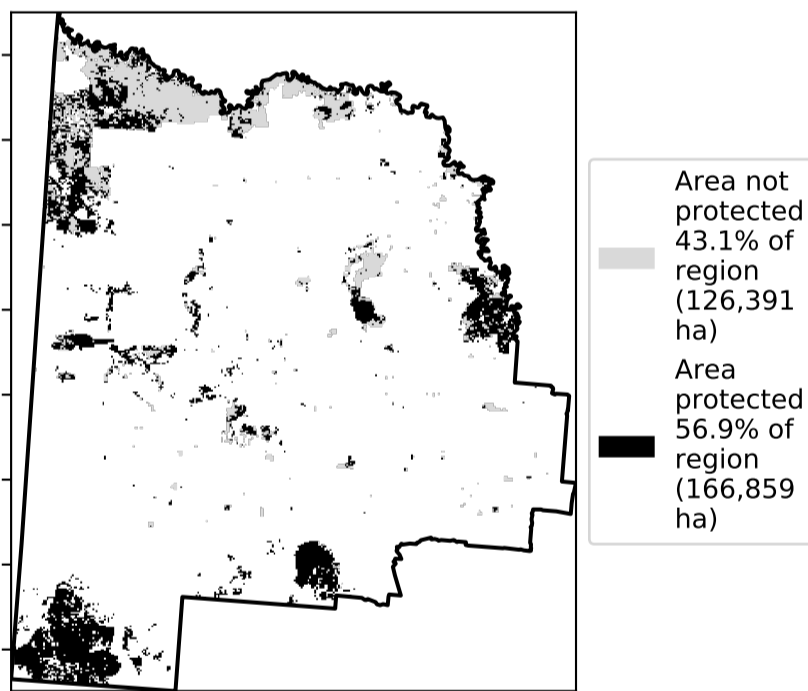 Area not
protected
43.1% of
region
(126,391
ha)
Area
protected
56.9% of
region
(166,859
ha)